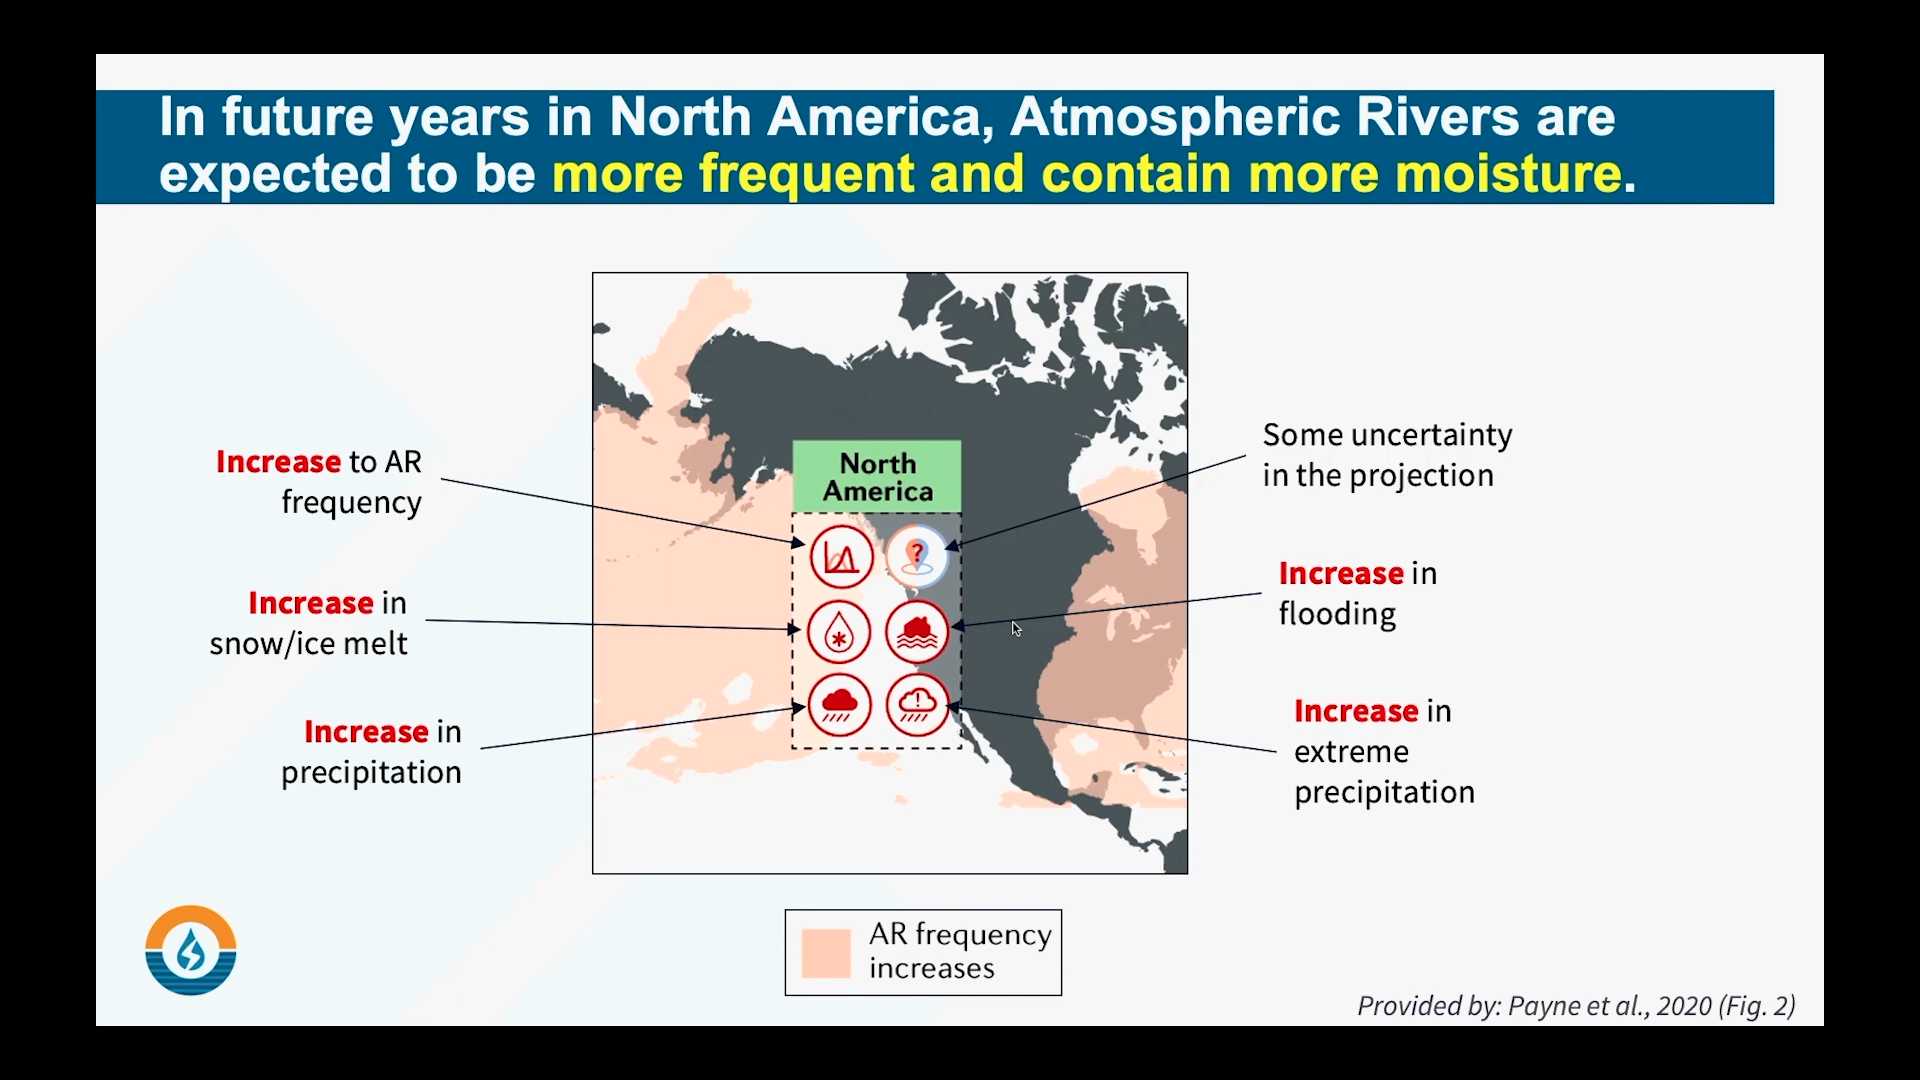 In future years in North America, Atmospheric Rivers are
expected to be more frequent and contain more moisture.
Increase to AR
frequency
Increase in
snow/ice melt
Increase in
precipitation
North
America
?
!
Some uncertainty
in the projection
Increase in
flooding
Increase in
extreme
precipitation
AR frequency
increases
Provided by: Payne et al., 2020 (Fig. 2)